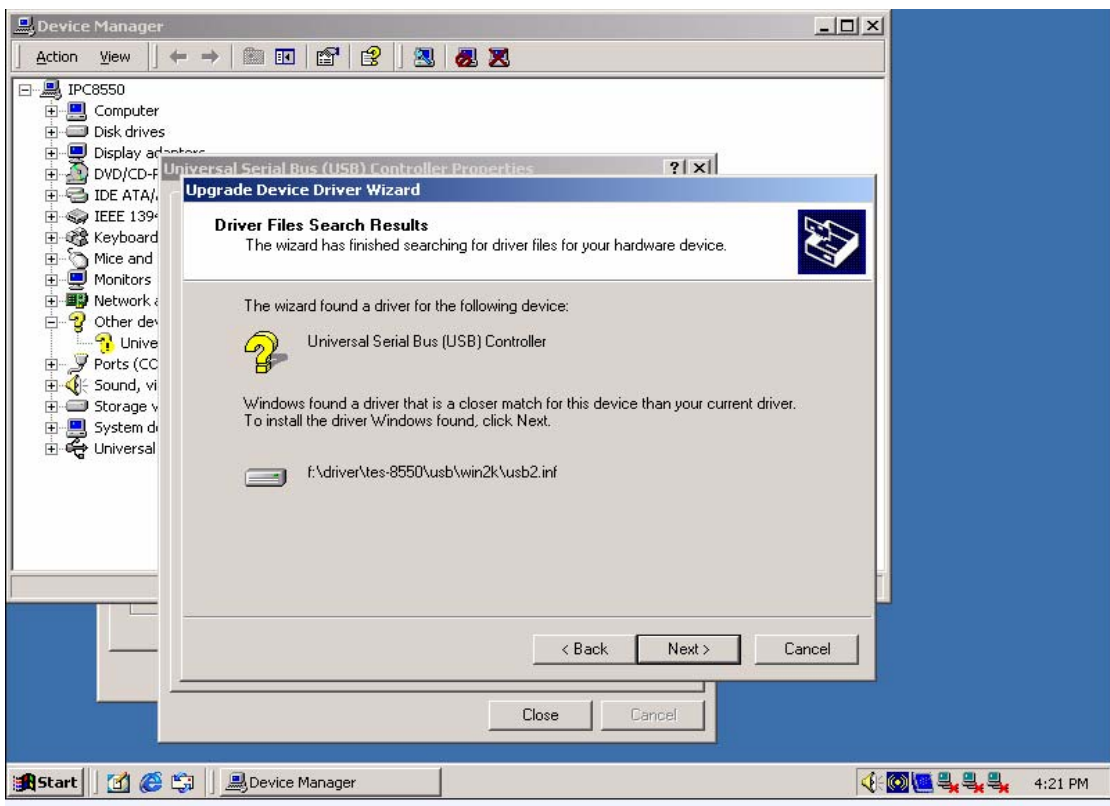 Device Manager
Action View
IPC8550
Computer
Disk drives
Display adapters
DVD/CD-R
IDE ATA/
IEEE 139
Keyboard
Mice and
Monitors
Network
Other dev
Unive
Ports (CO
Sound, vi
Storage v
System d
Universal
Universal Serial Bus (USB) Controller Properties
Upgrade Device Driver Wizard
Driver Files Search Results
The wizard has finished searching for driver files for your hardware device.
The wizard found a driver for the following device:
Universal Serial Bus (USB) Controller
Windows found a driver that is a closer match for this device than your current driver.
To install the driver Windows found, click Next.
f:\driver\tes-8550\usb\win2k\usb2.inf
< Back Next > Cancel
Close Cancel
Start Device Manager 4:21 PM